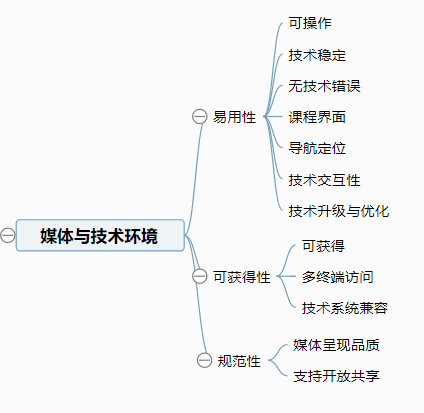 媒体与技术环境
易用性
可操作
技术稳定
无技术错误
课程界面
导航定位
技术交互性
技术升级与优化
可获得性
可获得
多终端访问
技术系统兼容
规范性
媒体呈现品质
支持开放共享